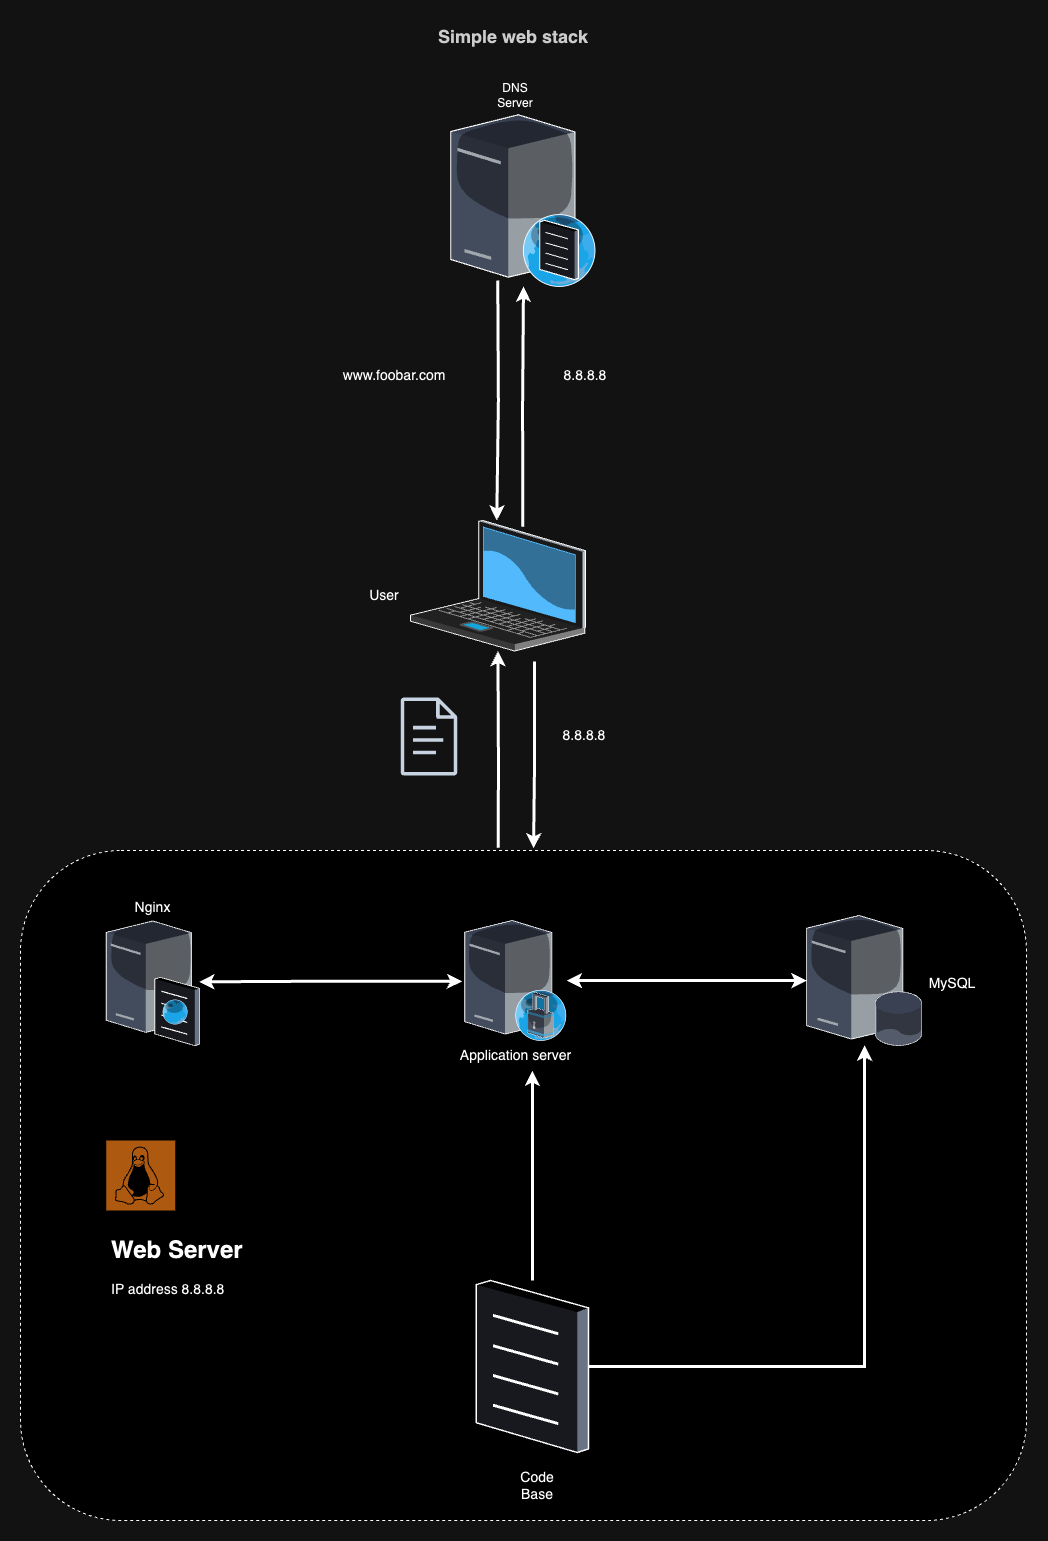 Simple web stack
DNS
Server
www.foobar.com
8.8.8.8
User
8.8.8.8
Nginx
MySQL
Application server
Web Server
IP address 8.8.8.8
Code
Base